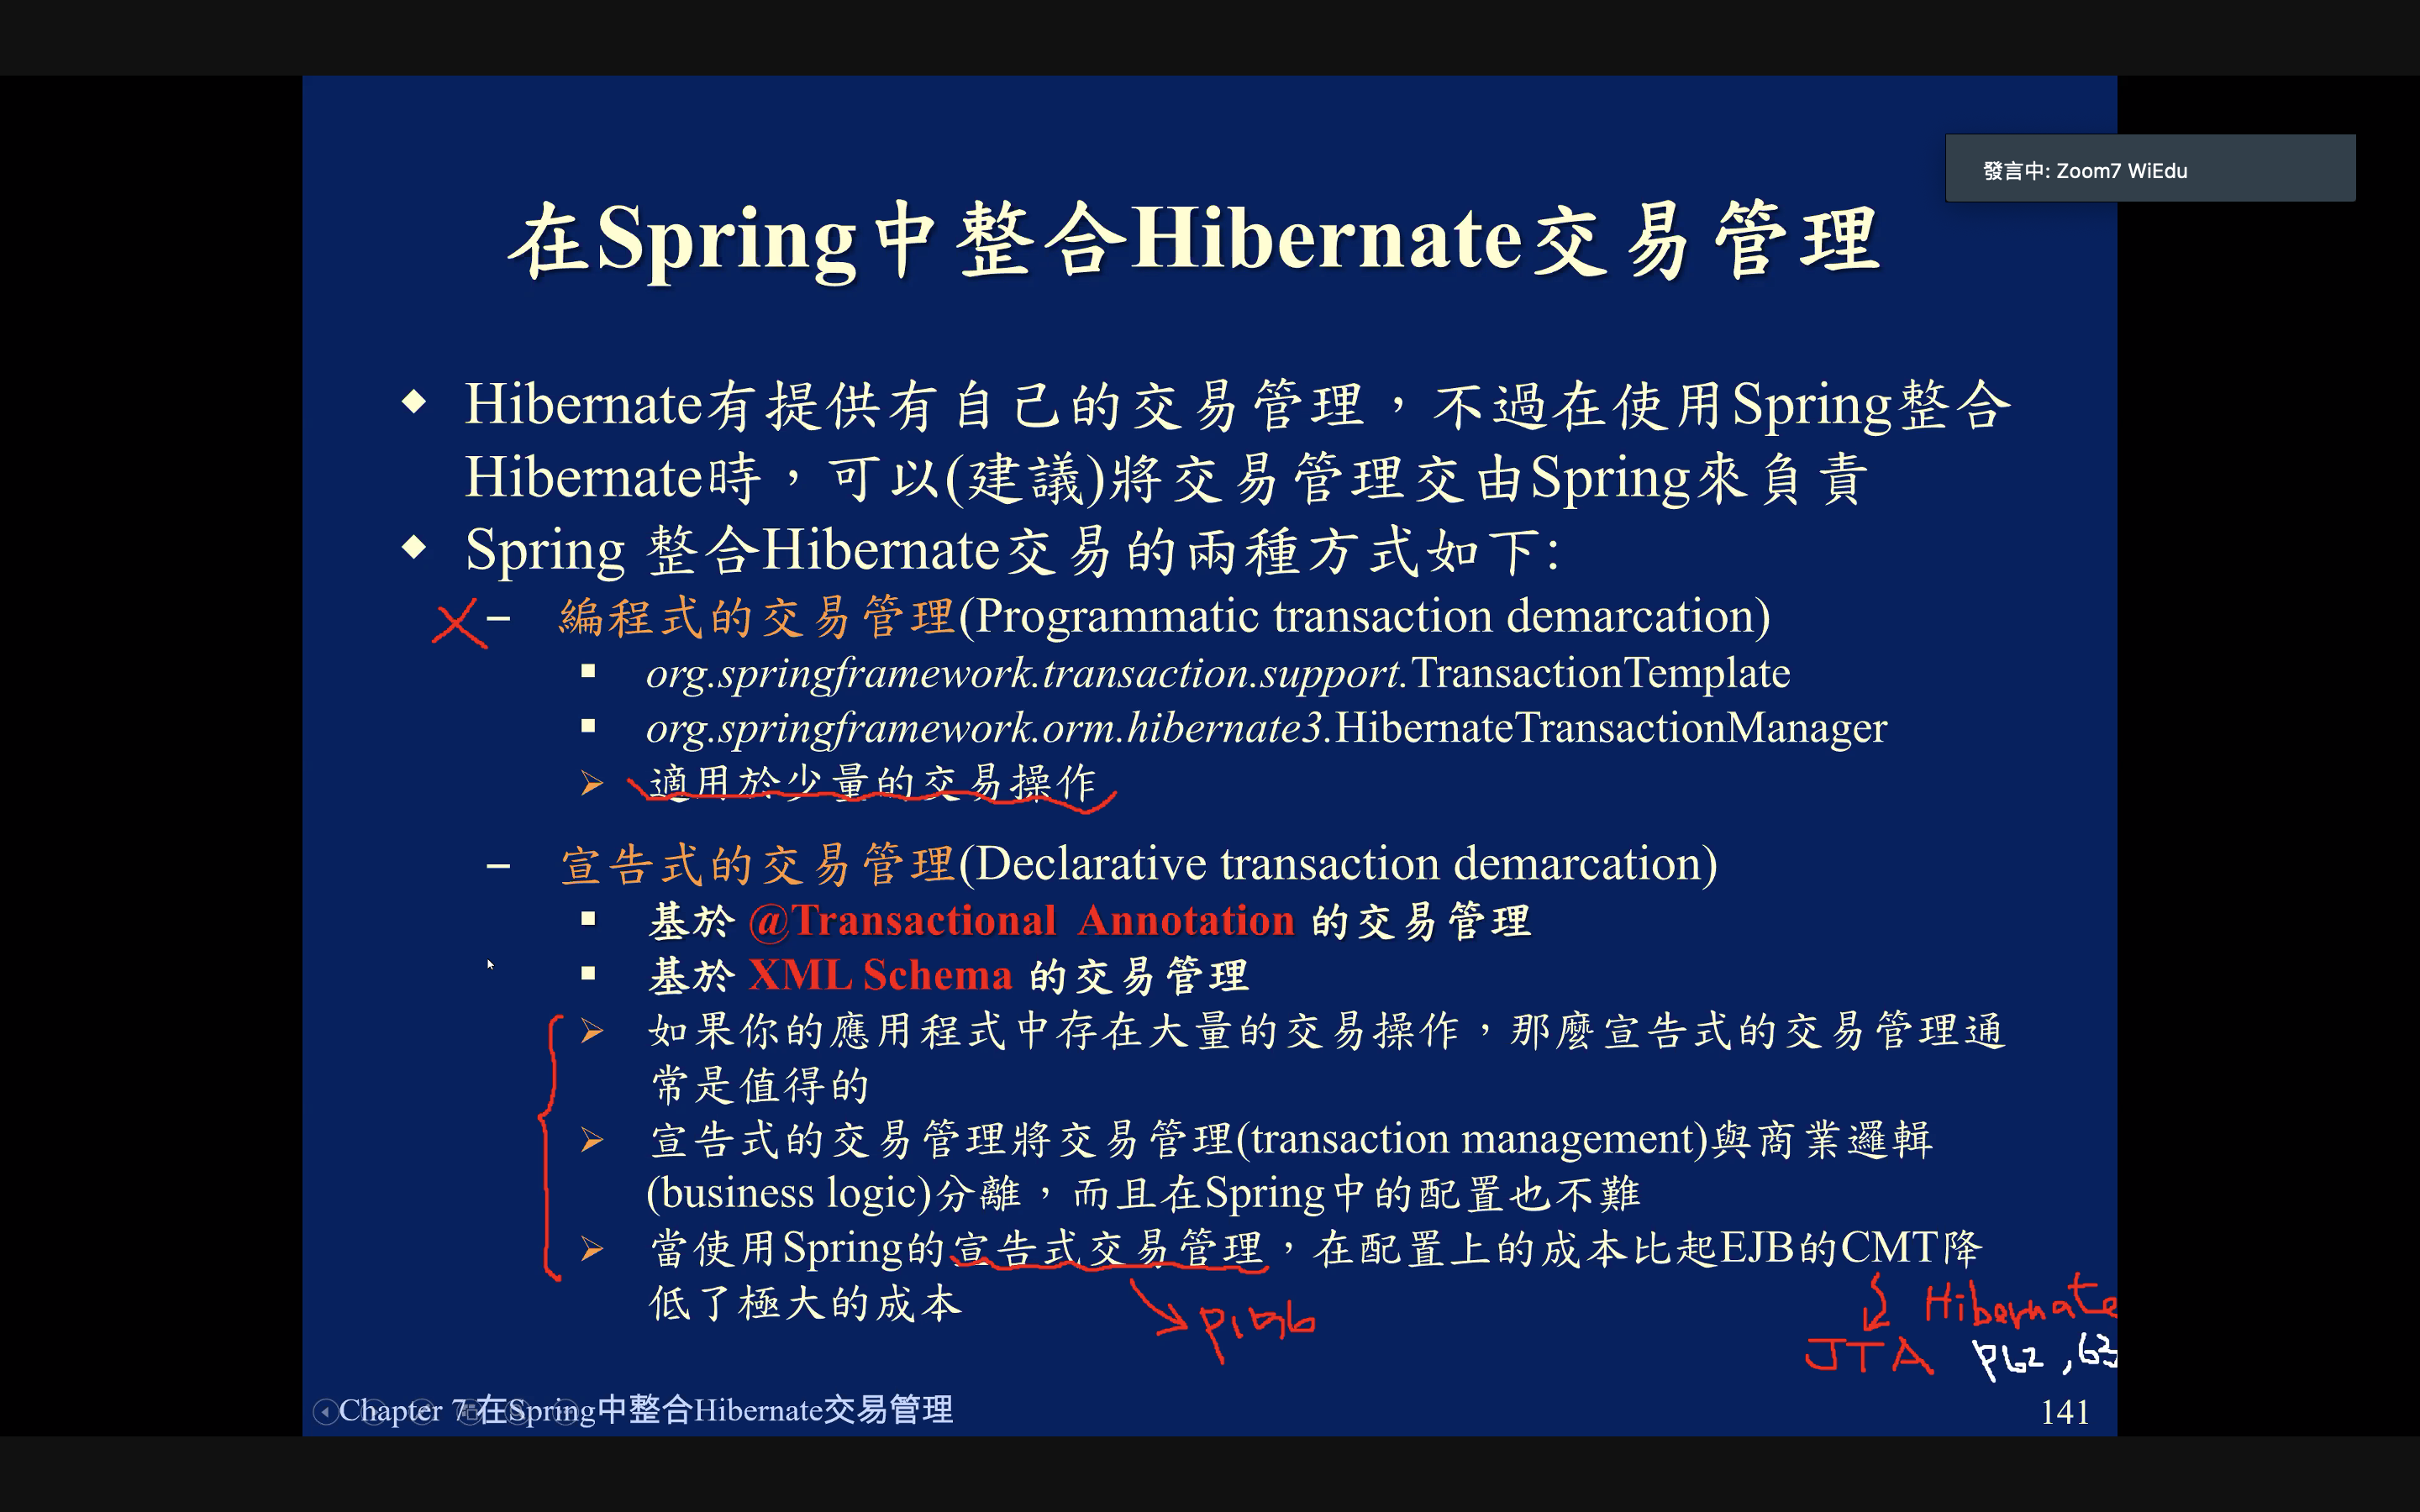 發言中: Zoom7 WiEdu
在Spring中整合Hibernate交易管理
◆ Hibernate有提供有自己的交易管理，不過在使用Spring整合
Hibernate時，可以(建議)將交易管理交由Spring來負責
◆ Spring 整合Hibernate交易的兩種方式如下:
– 編程式的交易管理(Programmatic transaction demarcation)
▪ org.springframework.transaction.support.TransactionTemplate
▪ org.springframework.orm.hibernate3.HibernateTransactionManager
➢ 適用於少量的交易操作
– 宣告式的交易管理(Declarative transaction demarcation)
▪ 基於 @Transactional Annotation 的交易管理
▪ 基於 XML Schema 的交易管理
➢ 如果你的應用程式中存在大量的交易操作，那麼宣告式的交易管理通
常是值得的
➢ 宣告式的交易管理將交易管理(transaction management)與商業邏輯
(business logic)分離，而且在Spring中的配置也不難
➢ 當使用Spring的宣告式交易管理，在配置上的成本比起EJB的CMT降
低了極大的成本
Hibernate
JTA P62,63
Chapter 7 在Spring中整合Hibernate交易管理
141